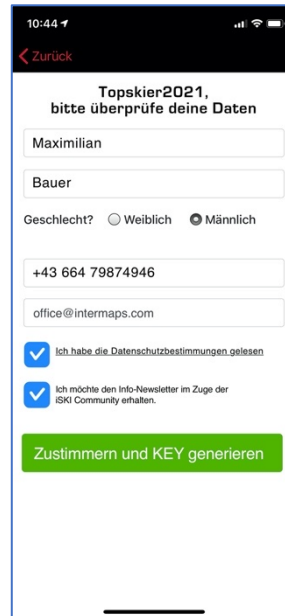 10:44
Zurück
Topskier2021,
bitte überprüfe deine Daten
Maximilian
Bauer
Geschlecht? Weiblich Männlich
+43 664 79874946
office@intermaps.com
Ich habe die Datenschutzbestimmungen gelesen
Ich möchte den Info-Newsletter im Zuge der
iSKI Community erhalten.
Zustimmern und KEY generieren